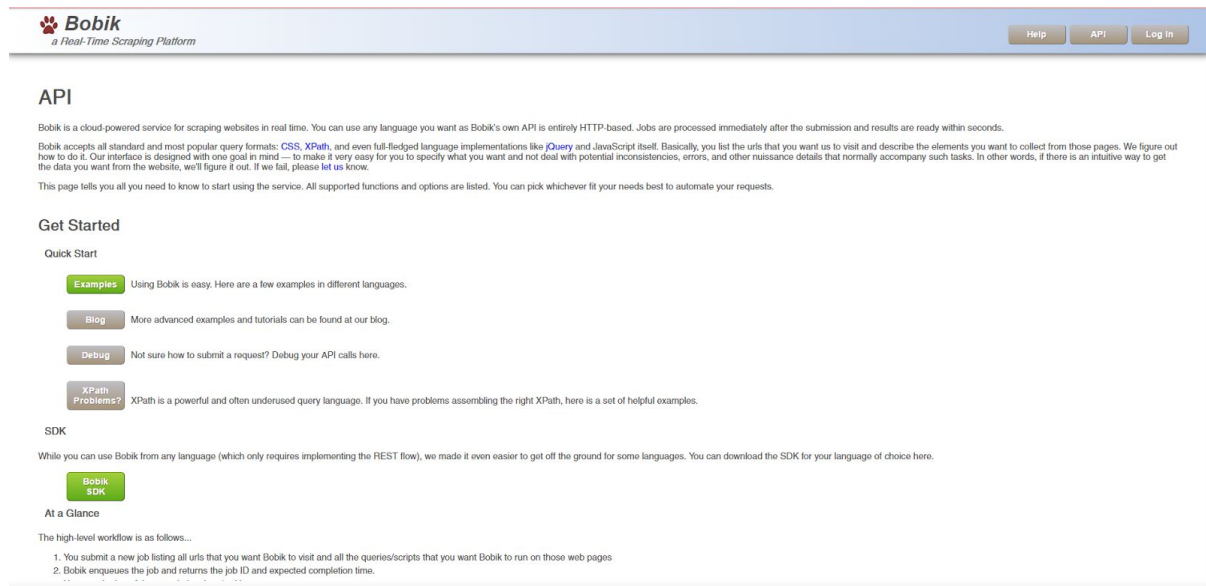 Bobik
a Real-Time Scraping Platform
Help
API
Log In
API
Bobik is a cloud-powered service for scraping websites in real time. You can use any language you want as Bobik's own API is entirely HTTP-based. Jobs are processed immediately after the submission and results are ready within seconds.
Bobik accepts all standard and most popular query formats: CSS, XPath, and even full-fledged language implementations like jQuery and JavaScript itself. Basically, you list the urls that you want us to visit and describe the elements you want to collect from those pages. We figure out
how to do it. Our interface is designed with one goal in mind — to make it very easy for you to specify what you want and not deal with potential inconsistencies, errors, and other nuissance details that normally accompany such tasks. In other words, if there is an intuitive way to get
the data you want from the website, we'll figure it out. If we fail, please let us know.
This page tells you all you need to know to start using the service. All supported functions and options are listed. You can pick whichever fit your needs best to automate your requests.
Get Started
Quick Start
Examples Using Bobik is easy. Here are a few examples in different languages.
Blog More advanced examples and tutorials can be found at our blog.
Debug Not sure how to submit a request? Debug your API calls here.
XPath
Problems? XPath is a powerful and often underused query language. If you have problems assembling the right XPath, here is a set of helpful examples.
SDK
While you can use Bobik from any language (which only requires implementing the REST flow), we made it even easier to get off the ground for some languages. You can download the SDK for your language of choice here.
Bobik
SDK
At a Glance
The high-level workflow is as follows...
1. You submit a new job listing all urls that you want Bobik to visit and all the queries/scripts that you want Bobik to run on those web pages
2. Bobik enqueues the job and returns the job ID and expected completion time.